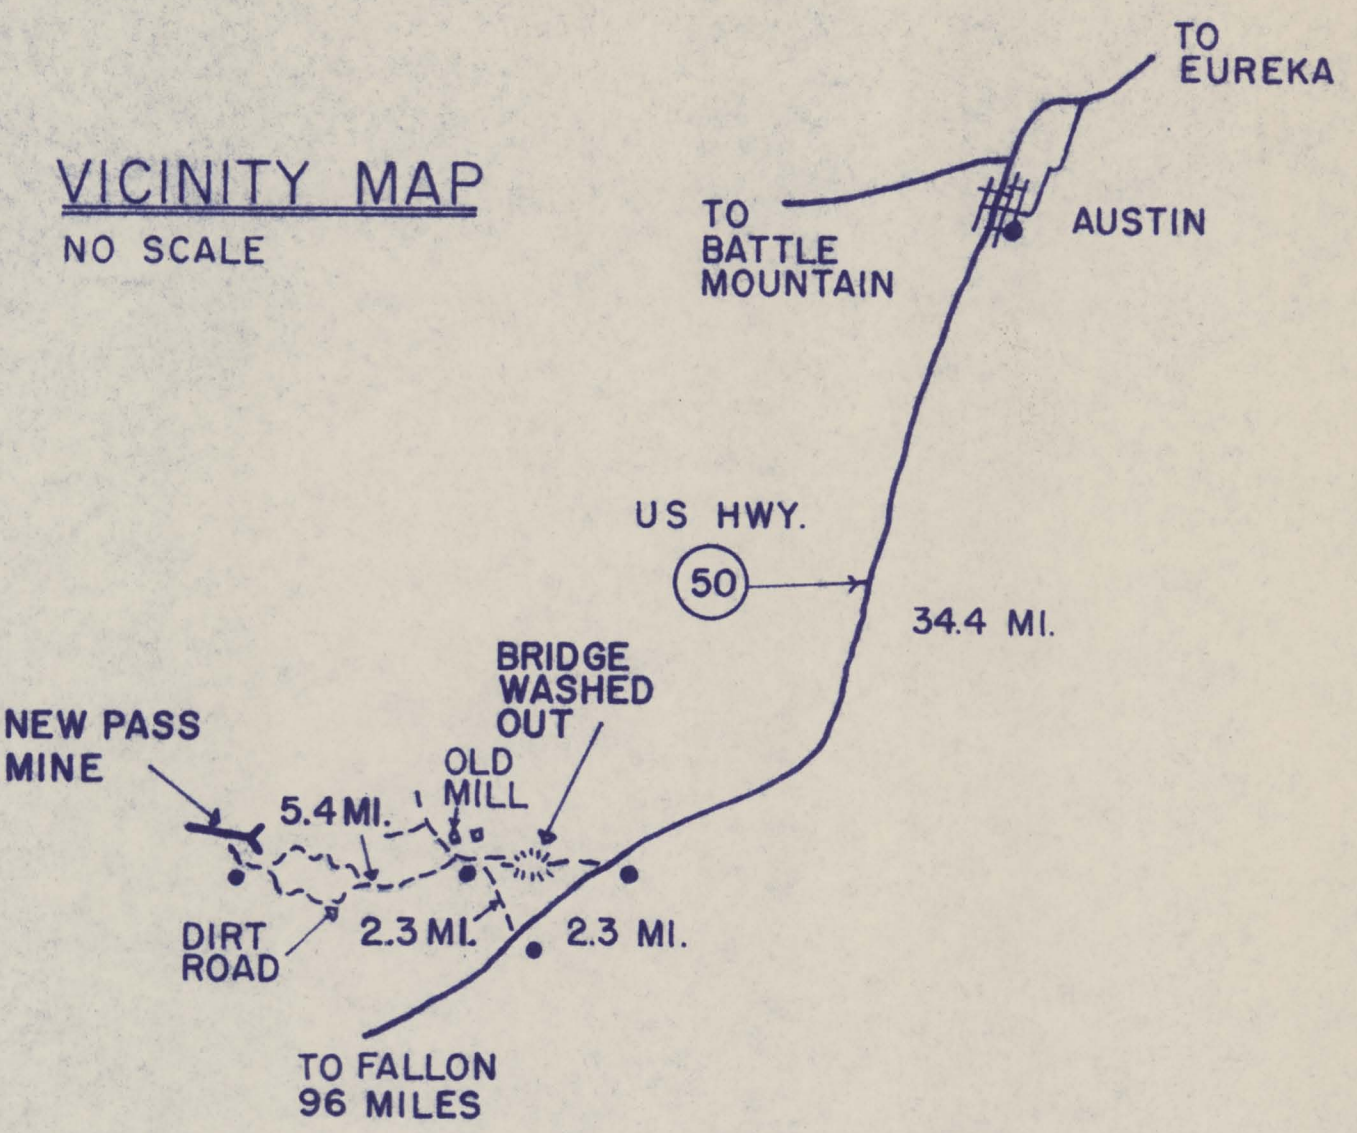 TO
EUREKA
VICINITY MAP
NO SCALE
TO
BATTLE
MOUNTAIN
AUSTIN
US HWY.
50
34.4 MI.
BRIDGE
WASHED
OUT
NEW PASS
MINE
OLD
MILL
5.4 MI.
DIRT
ROAD
2.3 MI.
2.3 MI.
TO FALLON
96 MILES